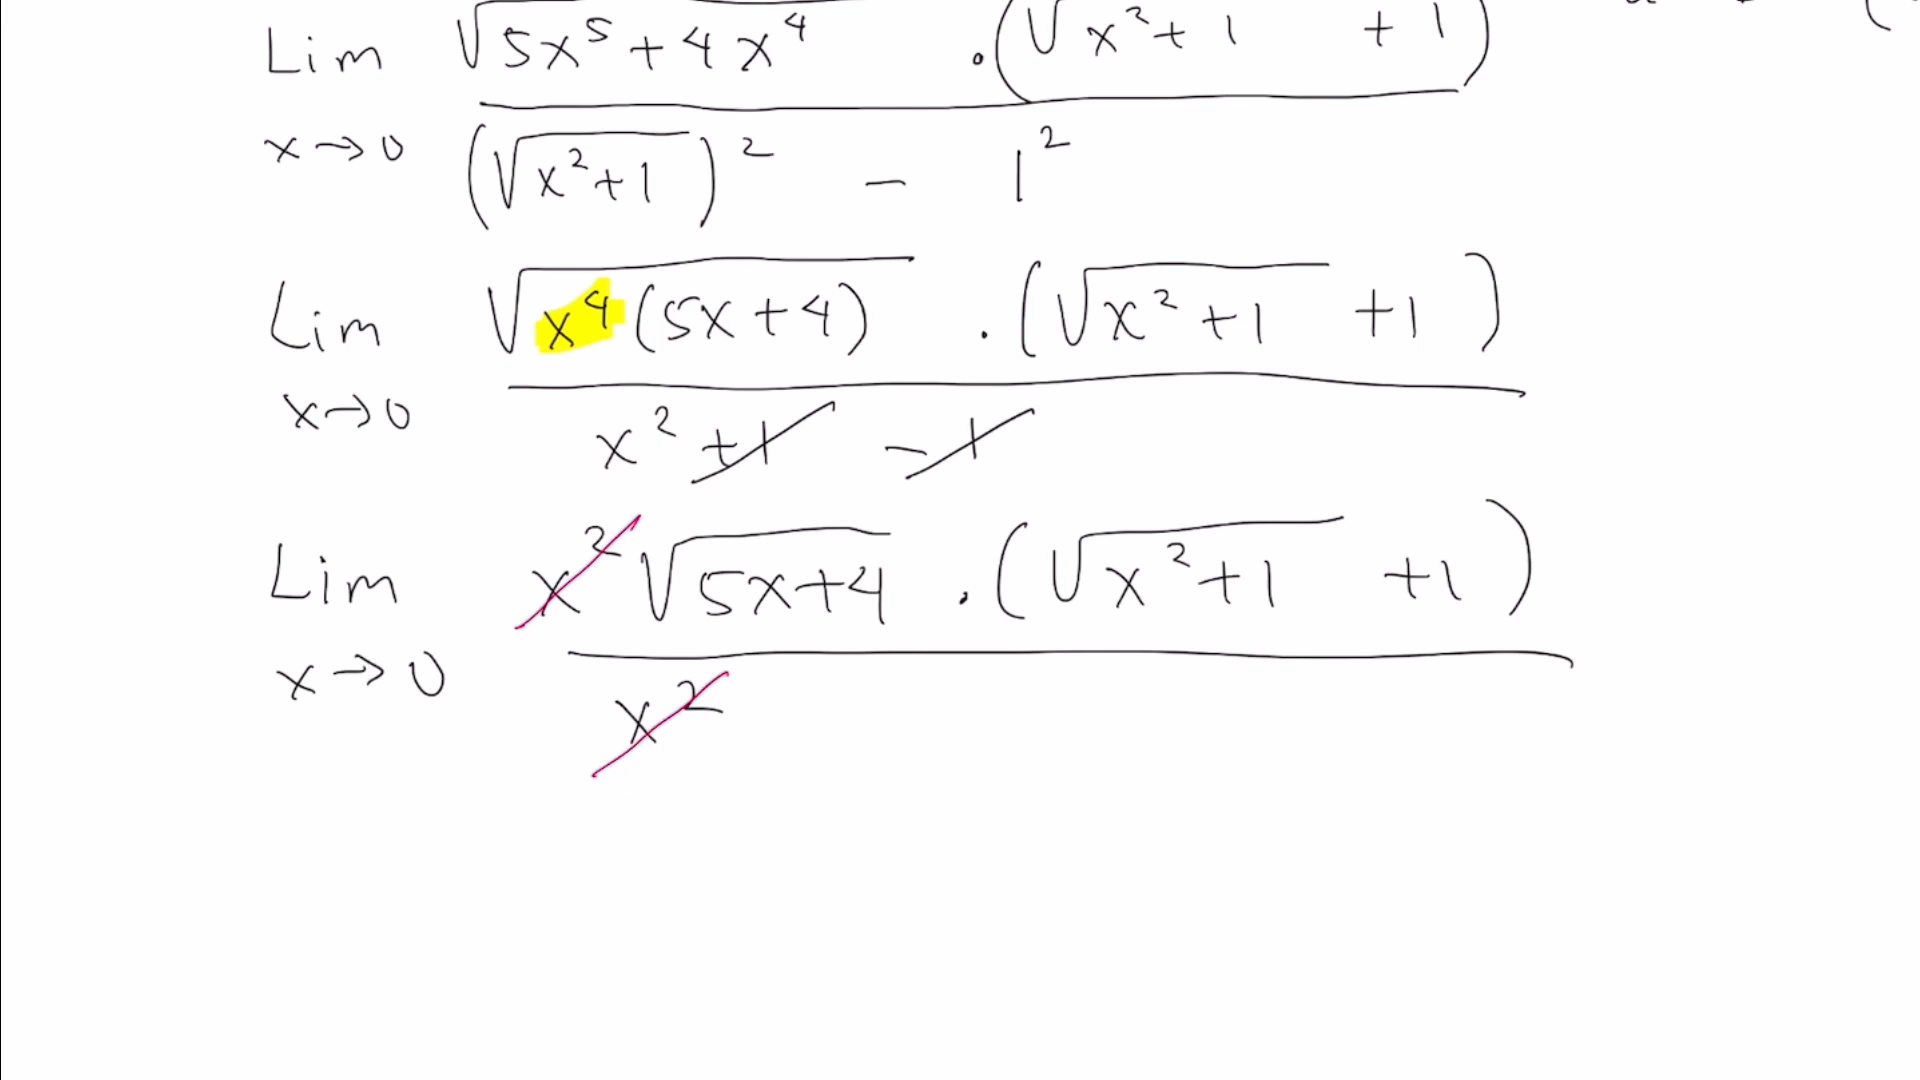 Lim √(5x⁵+4x⁴) . (√(x²+1) +1)
x→0 (√(x²+1))² - 1²
Lim √(x⁴(5x+4)) . (√(x²+1) +1)
x→0 x² +1 -1
Lim x² √(5x+4) . (√(x²+1) +1)
x→0 x²